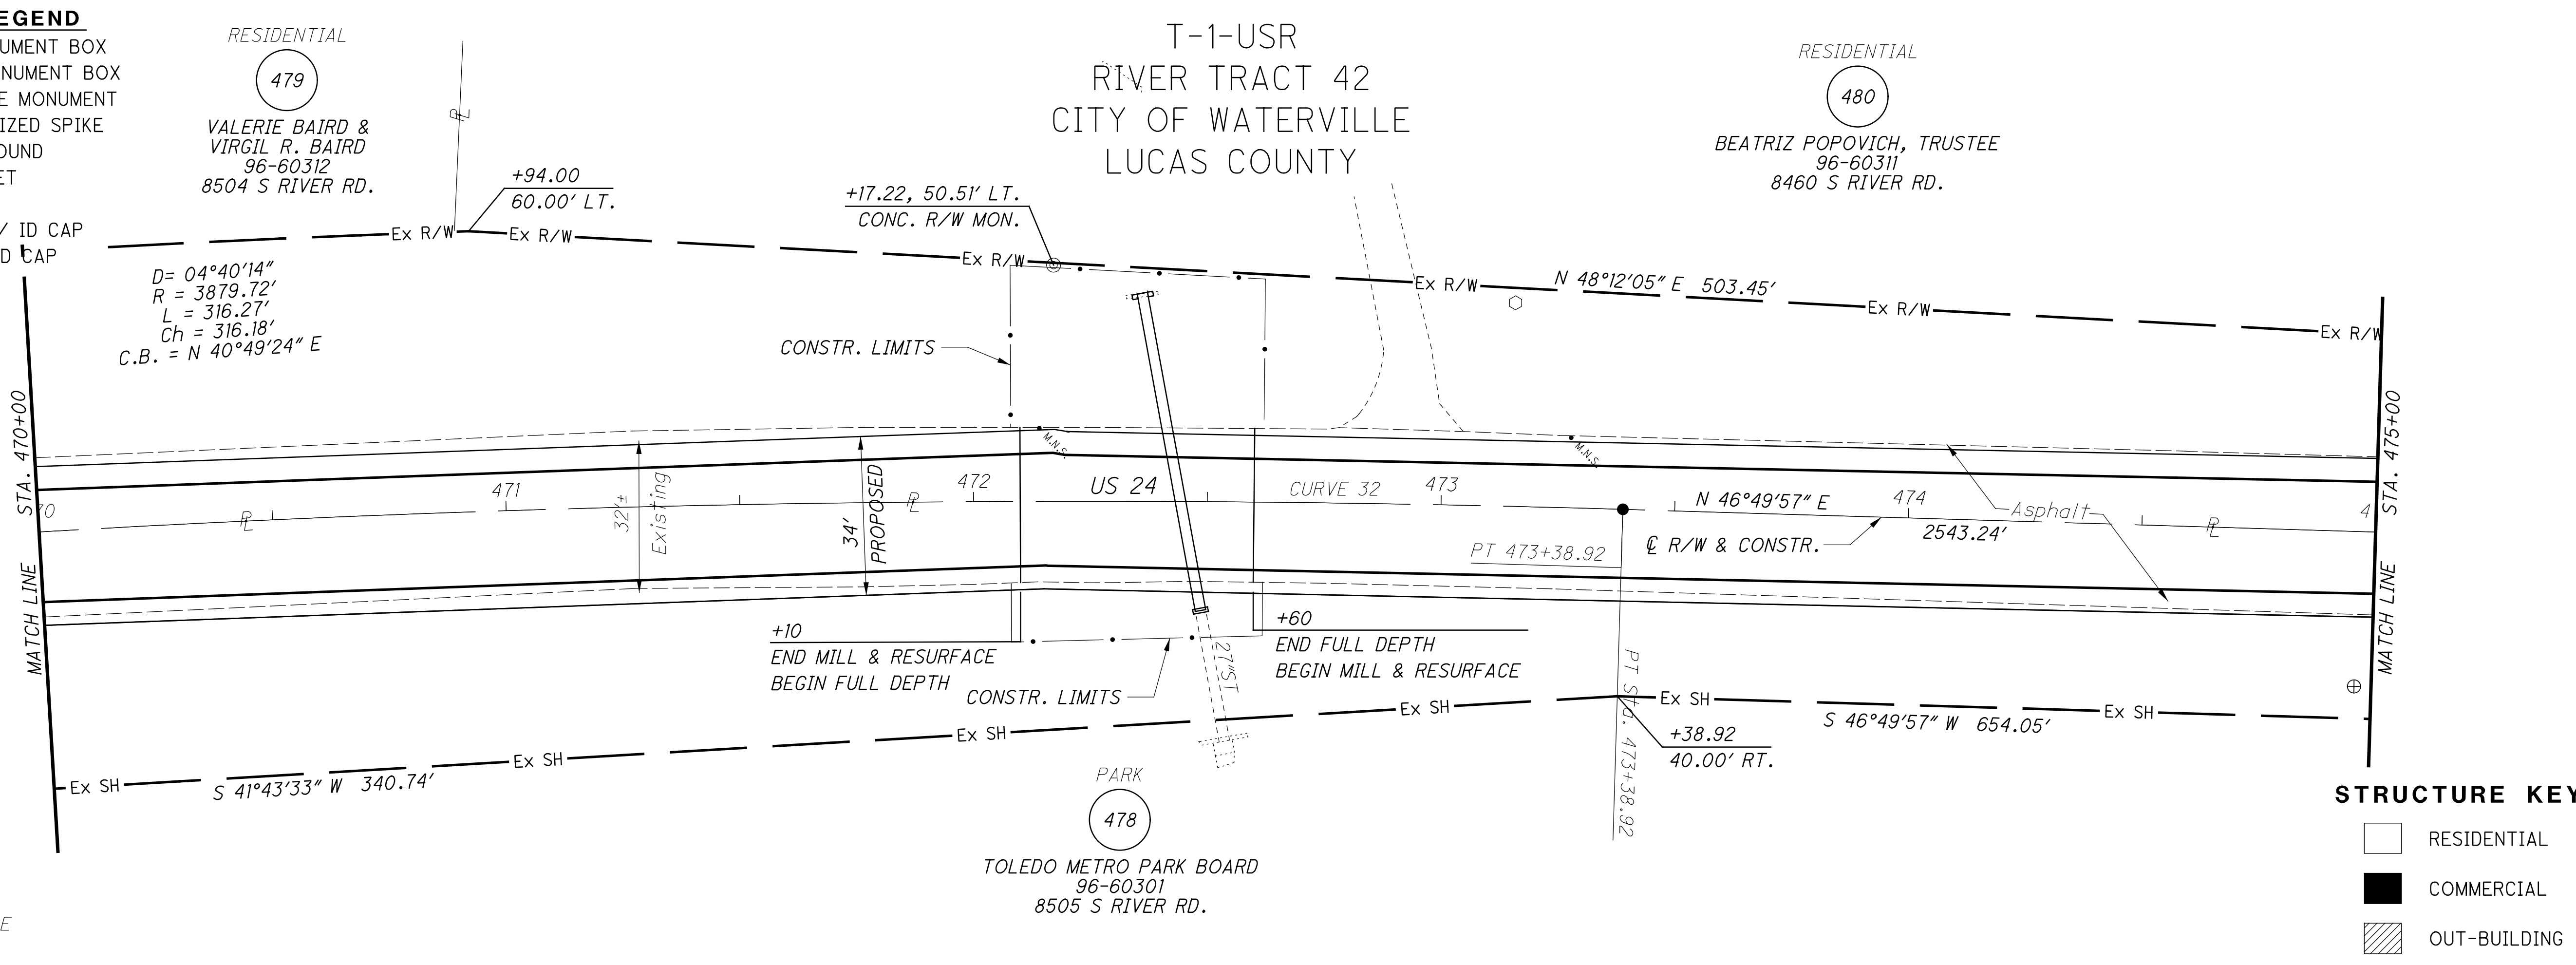 EGEND
UMENT BOX
NUMENT BOX
E MONUMENT
IZED SPIKE
OUND
ET
/ ID CAP
D CAP
RESIDENTIAL
479
VALERIE BAIRD &
VIRGIL R. BAIRD
96-60312
8504 S RIVER RD.
PL
+94.00
60.00' LT.
T-1-USR
RIVER TRACT 42
CITY OF WATERVILLE
LUCAS COUNTY
RESIDENTIAL
480
BEATRIZ POPOVICH, TRUSTEE
96-60311
8460 S RIVER RD.
+17.22, 50.51' LT.
CONC. R/W MON.
Ex R/W
Ex R/W
Ex R/W
Ex R/W
Ex R/W
Ex R/W
N 48°12'05" E 503.45'
D= 04°40'14"
R = 3879.72'
L = 316.27'
Ch = 316.18'
C.B. = N 40°49'24" E
CONSTR. LIMITS
M.N.S.
M.N.S.
MATCH LINE STA. 470+00
70
PL
471
32'±
Existing
34'
PROPOSED
PL
472
US 24
CURVE 32
473
N 46°49'57" E
474
2543.24'
Asphalt
PL
4
MATCH LINE STA. 475+00
PT 473+38.92
CL R/W & CONSTR.
+10
END MILL & RESURFACE
BEGIN FULL DEPTH
CONSTR. LIMITS
27"ST
+60
END FULL DEPTH
BEGIN MILL & RESURFACE
PT Sta. 473+38.92
Ex SH
Ex SH
Ex SH
Ex SH
Ex SH
Ex SH
S 41°43'33" W 340.74'
S 46°49'57" W 654.05'
+38.92
40.00' RT.
PARK
478
TOLEDO METRO PARK BOARD
96-60301
8505 S RIVER RD.
STRUCTURE KEY
RESIDENTIAL
COMMERCIAL
OUT-BUILDING
E